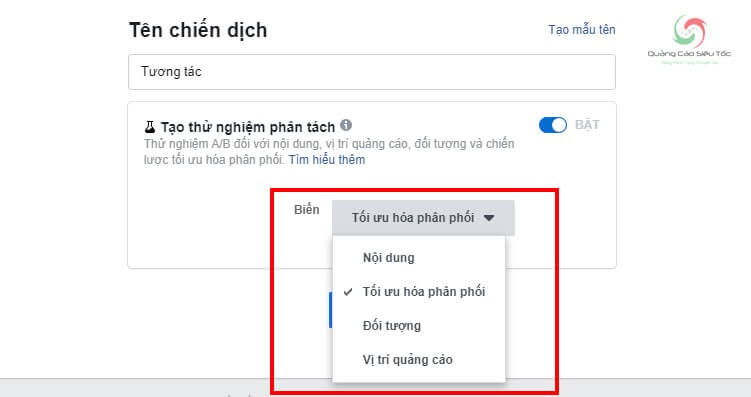 Tên chiến dịch
Tạo mẫu tên
Quảng Cáo Siêu Tốc
Tương tác
Tạo thử nghiệm phân tách
BẬT
Thử nghiệm A/B đối với nội dung, vị trí quảng cáo, đối tượng và chiến
lược tối ưu hóa phân phối. Tìm hiểu thêm
Biến
Tối ưu hóa phân phối
Nội dung
Tối ưu hóa phân phối
Đối tượng
Vị trí quảng cáo